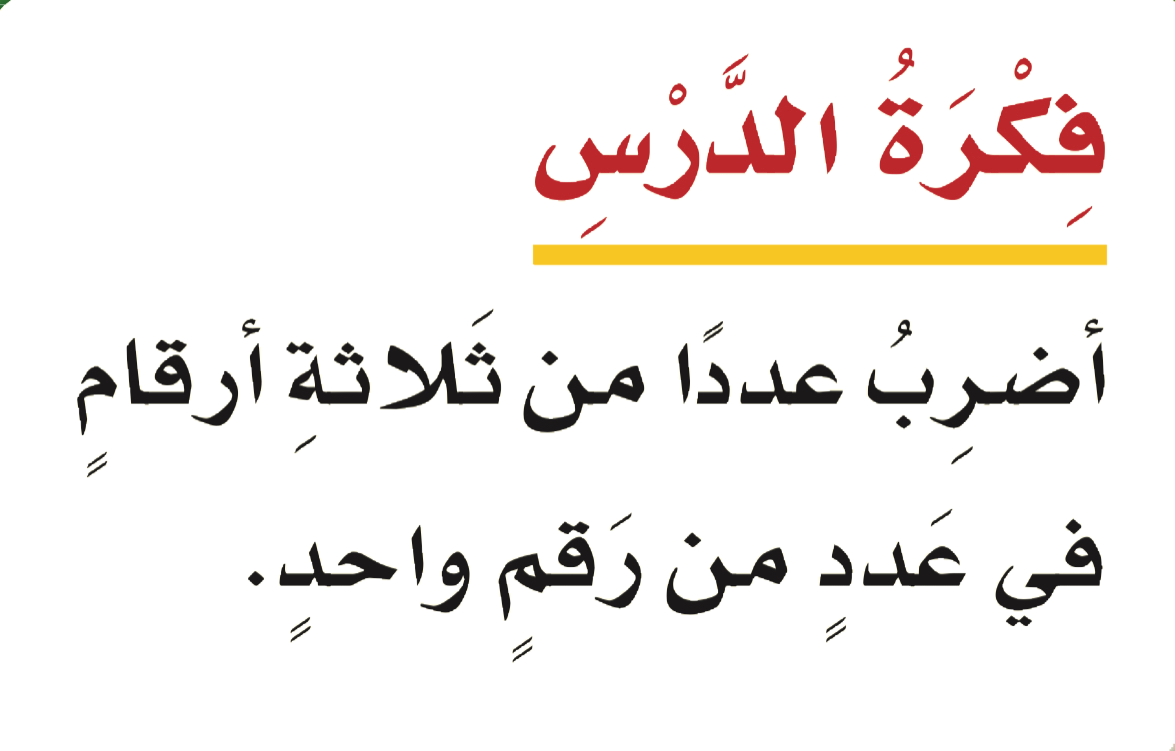 فِكْرَةُ الدَّرْسِ
أضرِبُ عددًا من ثَلاثةِ أرقامٍ
في عَددٍ من رَقمٍ واحدٍ.